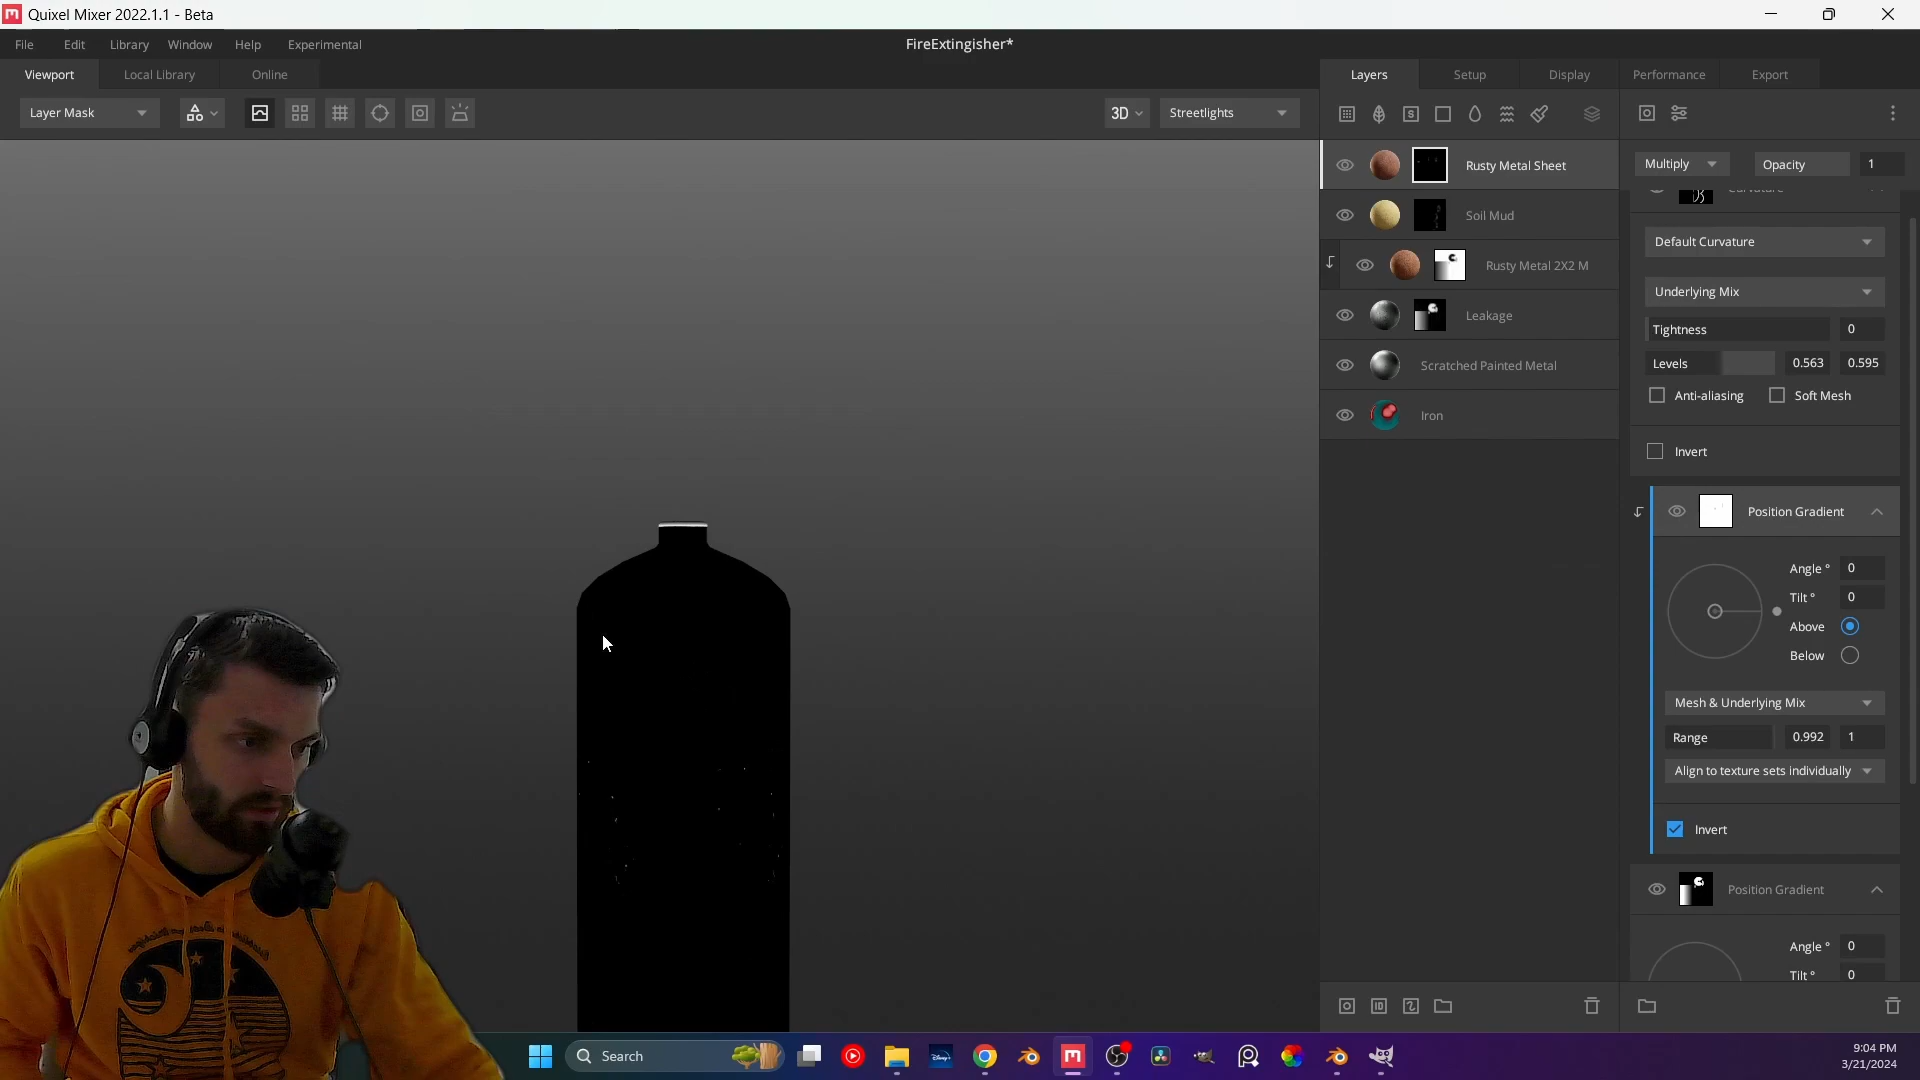 Quixel Mixer 2022.1.1 - Beta
File Edit Library Window Help Experimental
FireExtingisher*
Viewport Local Library Online
Layers Setup Display Performance Export
Layer Mask
3D
Streetlights
Multiply
Opacity 1
Rusty Metal Sheet
Soil Mud
Rusty Metal 2X2 M
Leakage
Scratched Painted Metal
Iron
Curvature
Default Curvature
Underlying Mix
Tightness 0
Levels 0.563 0.595
Anti-aliasing Soft Mesh
Invert
Position Gradient
Angle ° 0
Tilt ° 0
Above
Below
Mesh & Underlying Mix
Range 0.992 1
Align to texture sets individually
Invert
Position Gradient
Angle ° 0
Tilt ° 0
Search
Disney+
9:04 PM
3/21/2024